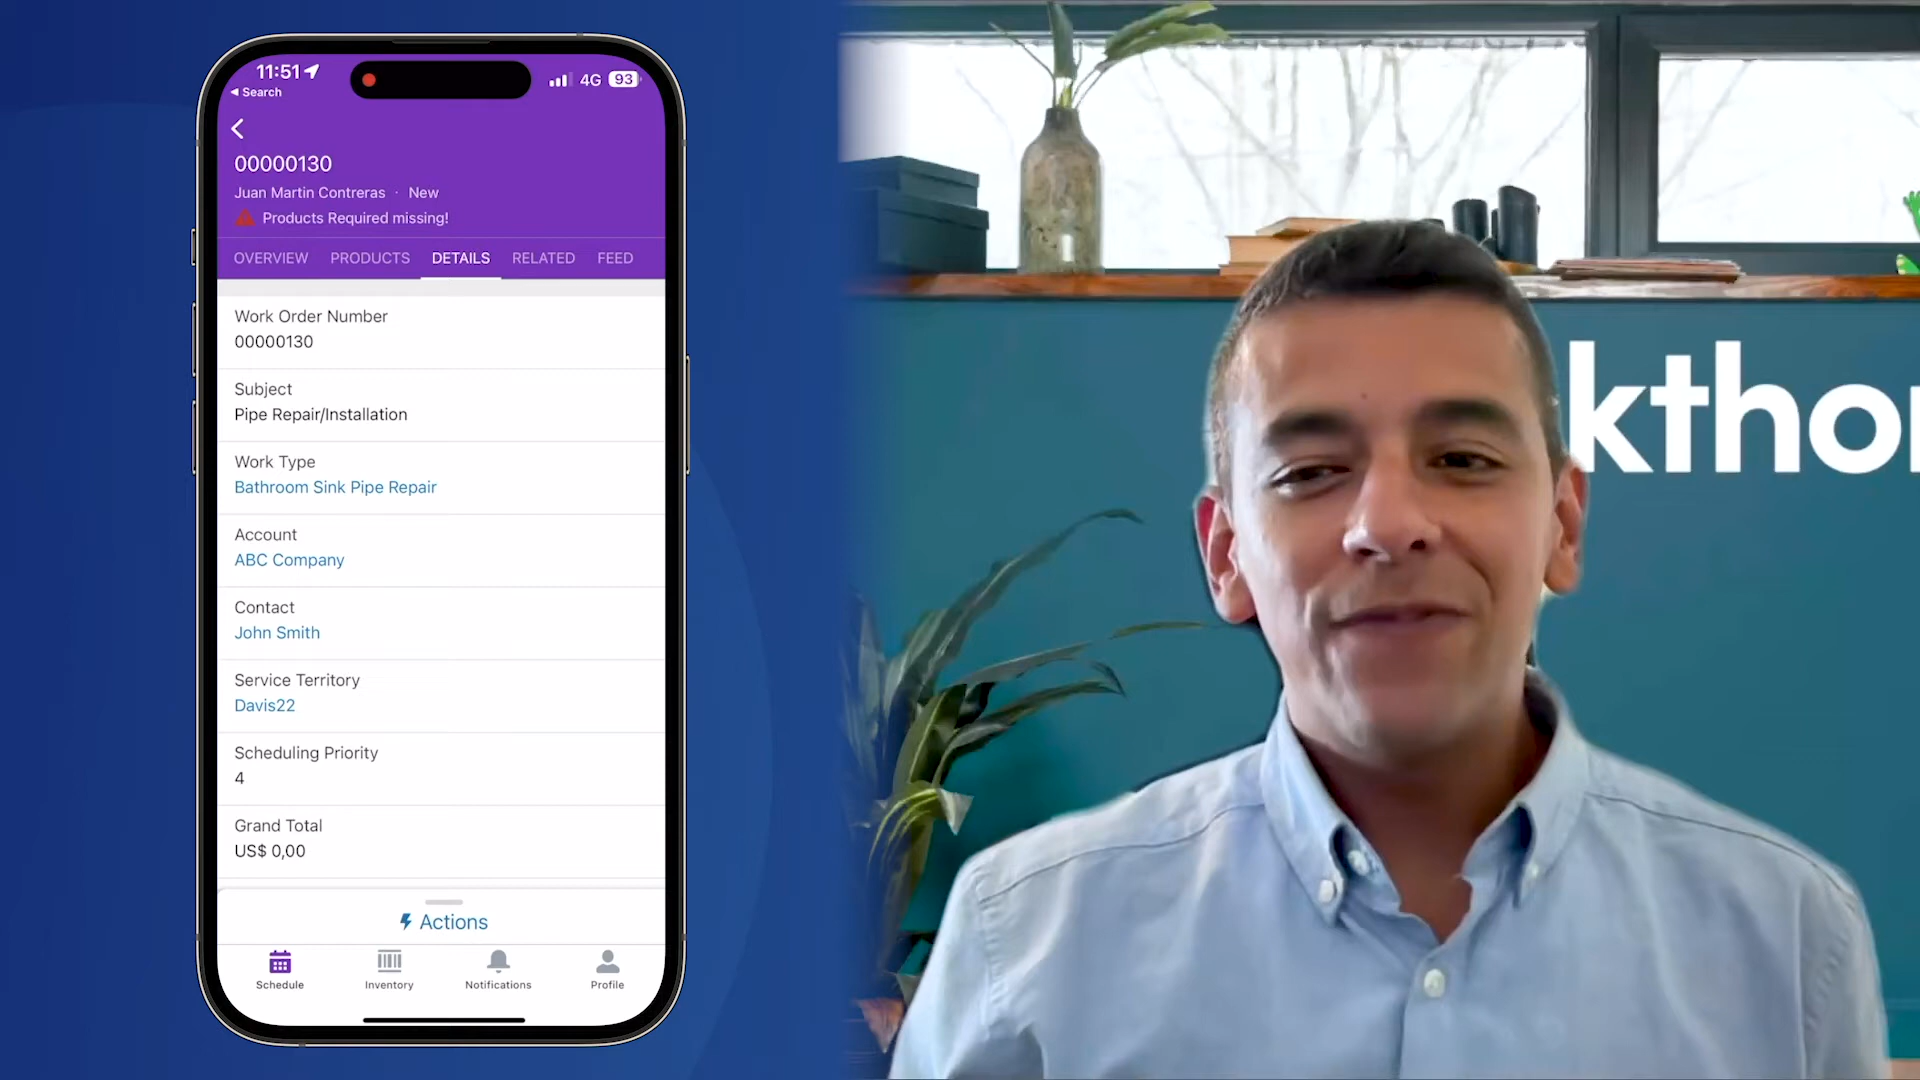 11:51
4G 93
Search
00000130
Juan Martin Contreras · New
Products Required missing!
OVERVIEW PRODUCTS DETAILS RELATED FEED
Work Order Number
00000130
Subject
Pipe Repair/Installation
Work Type
Bathroom Sink Pipe Repair
Account
ABC Company
Contact
John Smith
Service Territory
Davis22
Scheduling Priority
4
Grand Total
US$ 0,00
Actions
Schedule Inventory Notifications Profile
kthor